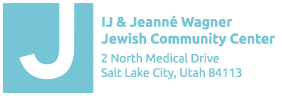 J
IJ & Jeanné Wagner
Jewish Community Center
2 North Medical Drive
Salt Lake City, Utah 84113